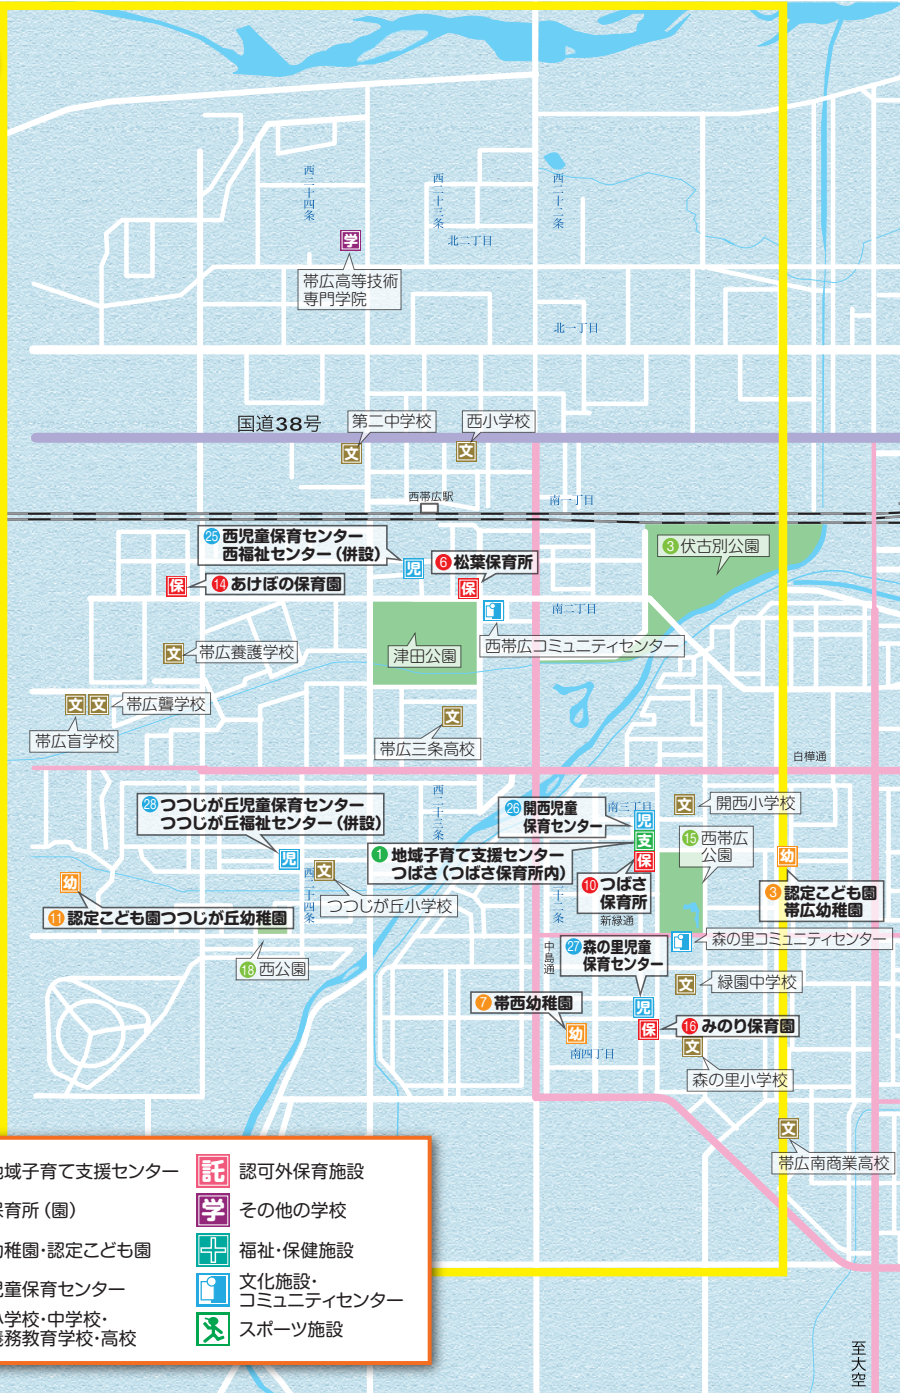 西二十四条
西二十三条
西二十二条
北二丁目
学
帯広高等技術
専門学院
北一丁目
国道38号
第二中学校
西小学校
文
文
西帯広駅
南一丁目
25 西児童保育センター
西福祉センター（併設）
児
6 松葉保育所
3 伏古別公園
保
14 あけぼの保育園
保
南二丁目
西帯広コミュニティセンター
津田公園
文
帯広養護学校
文
文
帯広聾学校
帯広盲学校
文
帯広三条高校
白樺通
西二十三条
28 つつじが丘児童保育センター
つつじが丘福祉センター（併設）
26 開西児童
保育センター
南三丁目
文
開西小学校
児
支
保
15 西帯広
公園
1 地域子育て支援センター
つばさ（つばさ保育所内）
児
文
幼
幼
西二十四条
つつじが丘小学校
10 つばさ
保育所
3 認定こども園
帯広幼稚園
11 認定こども園つつじが丘幼稚園
十二条
新緑通
中島通
27 森の里児童
保育センター
森の里コミュニティセンター
18 西公園
文
緑園中学校
7 帯西幼稚園
児
幼
保
16 みのり保育園
文
南四丁目
森の里小学校
文
帯広南商業高校
地域子育て支援センター
保育所（園）
幼稚園・認定こども園
児童保育センター
小学校・中学校・
義務教育学校・高校
託 認可外保育施設
学 その他の学校
福祉・保健施設
文化施設・
コミュニティセンター
スポーツ施設
至大空